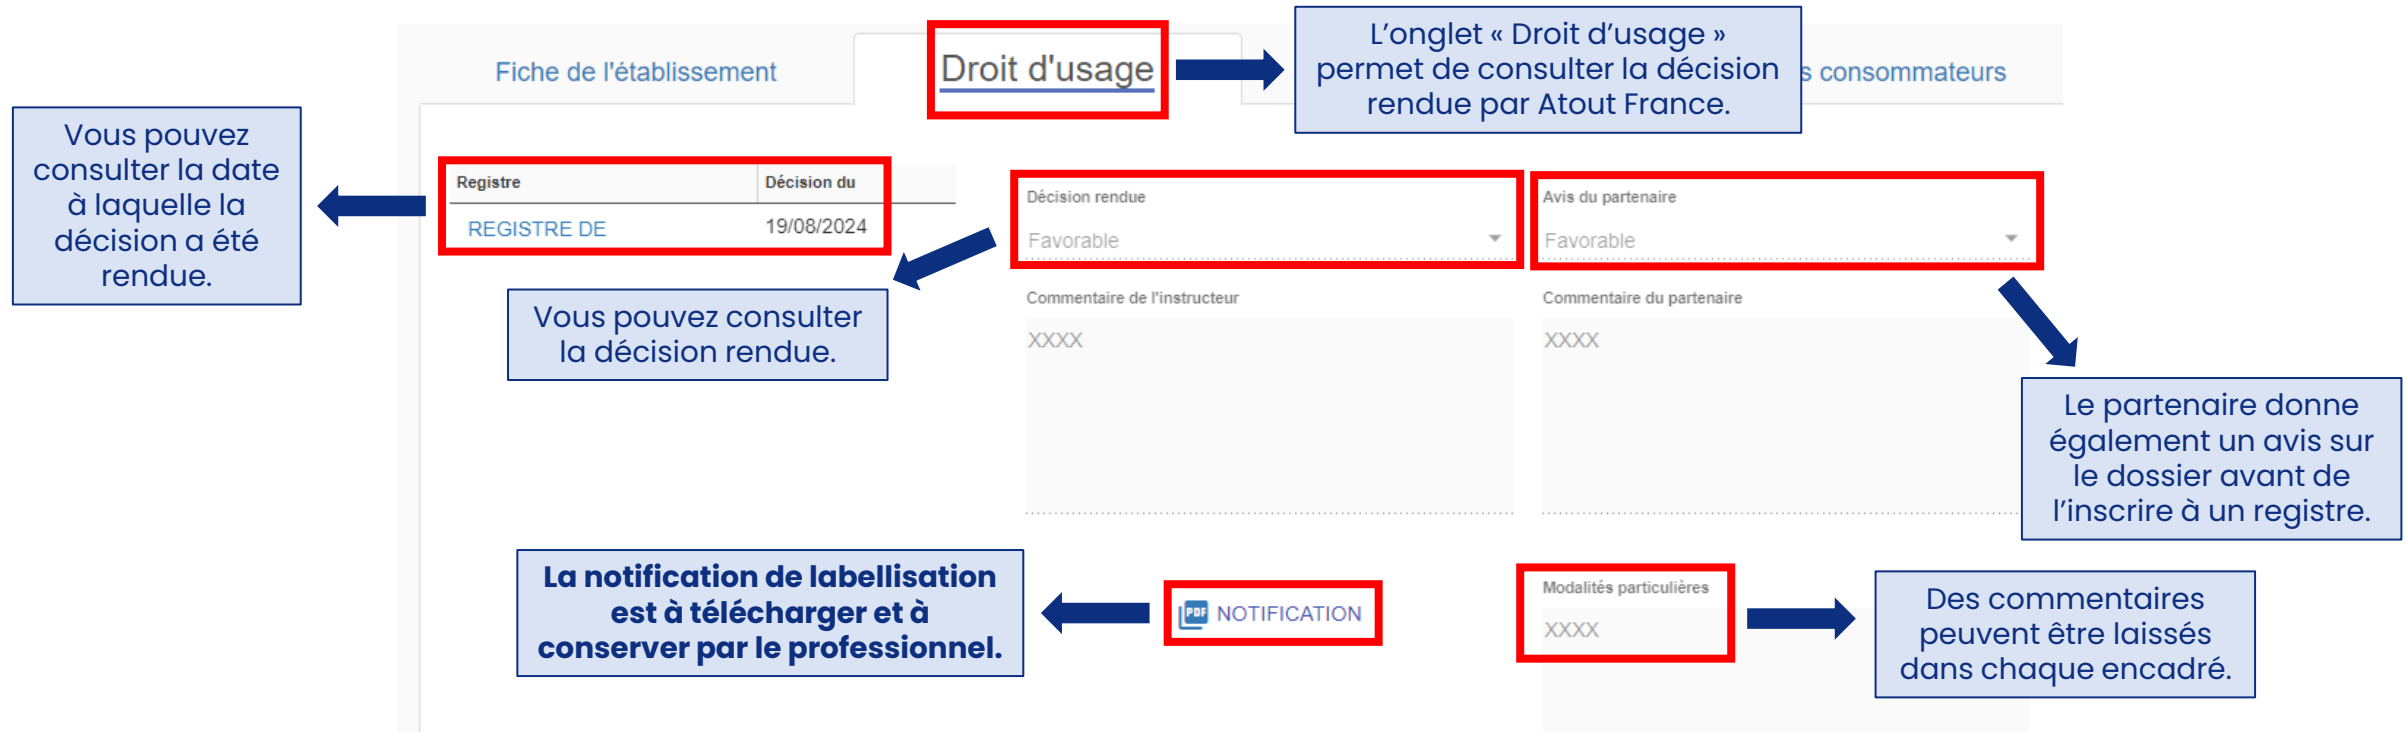 Fiche de l'établissement
Droit d'usage
L'onglet « Droit d'usage »
permet de consulter la décision
rendue par Atout France.
s consommateurs
Vous pouvez
consulter la date
à laquelle la
décision a été
rendue.
Registre
Décision du
REGISTRE DE
19/08/2024
Décision rendue
Favorable
Avis du partenaire
Favorable
Vous pouvez consulter
la décision rendue.
Commentaire de l'instructeur
XXXX
Commentaire du partenaire
XXXX
Le partenaire donne
également un avis sur
le dossier avant de
l'inscrire à un registre.
La notification de labellisation
est à télécharger et à
conserver par le professionnel.
PDF NOTIFICATION
Modalités particulières
XXXX
Des commentaires
peuvent être laissés
dans chaque encadré.